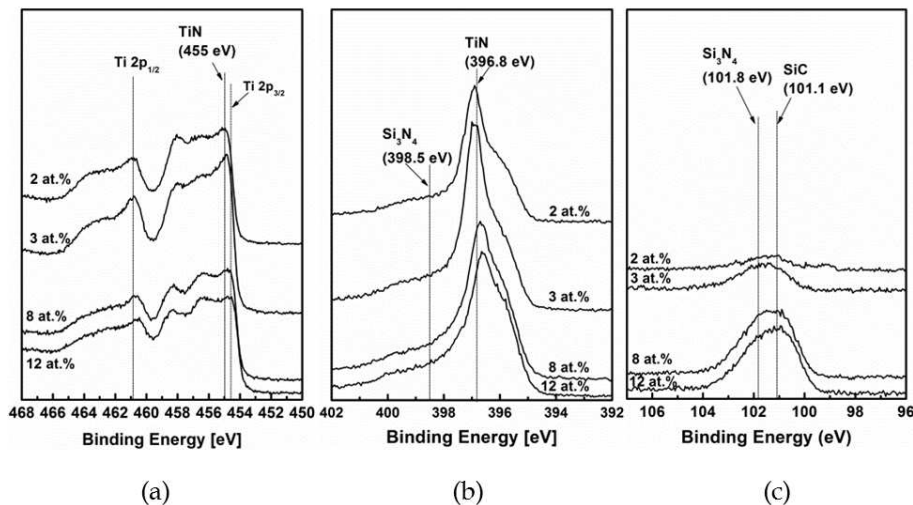 TiN
(455 eV)
Ti 2p1/2
Ti 2p3/2
2 at.%
3 at.%
8 at.%
12 at.%
468 466 464 462 460 458 456 454 452 450
Binding Energy [eV]
(a)
TiN
(396.8 eV)
Si3N4
(398.5 eV)
2 at.%
3 at.%
8 at.%
12 at.%
402 400 398 396 394 392
Binding Energy [eV]
(b)
Si3N4
(101.8 eV)
SiC
(101.1 eV)
2 at.%
3 at.%
8 at.%
12 at.%
106 104 102 100 98 96
Binding Energy (eV)
(c)